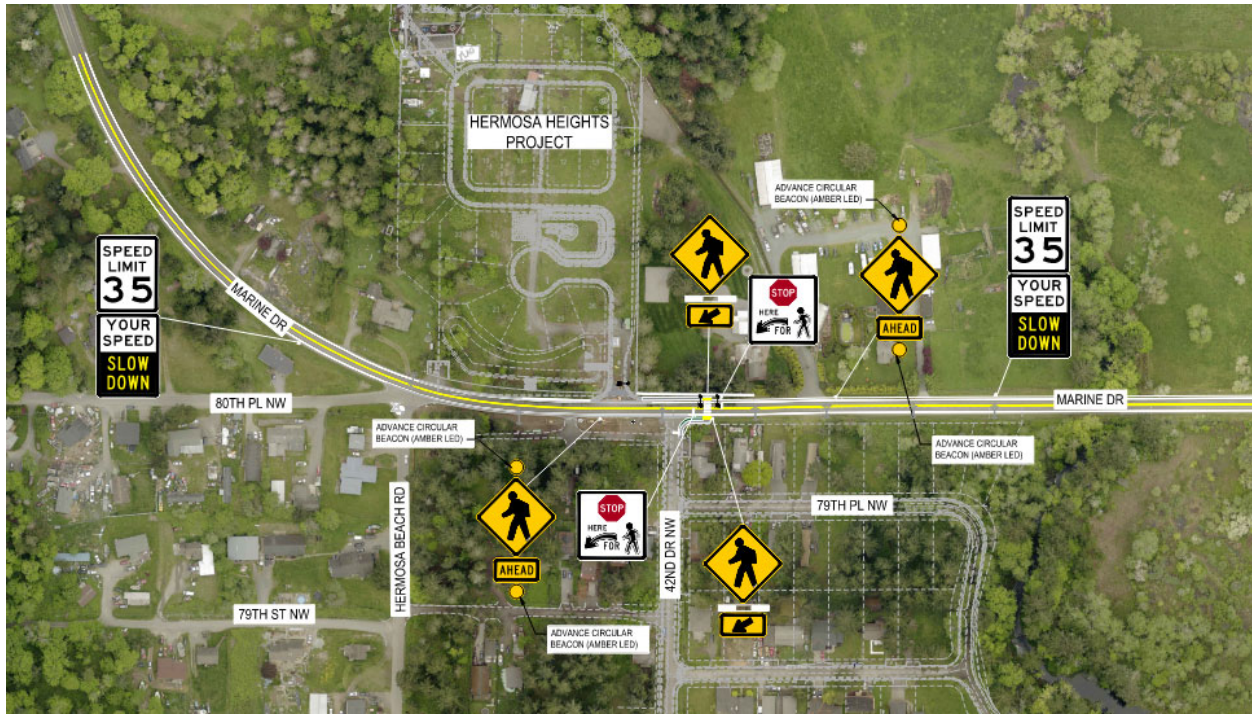 HERMOSA HEIGHTS
PROJECT
ADVANCE CIRCULAR
BEACON (AMBER LED)
SPEED
LIMIT
35
YOUR
SPEED
SLOW
DOWN
SPEED
LIMIT
35
YOUR
SPEED
SLOW
DOWN
MARINE DR
STOP
HERE
FOR
AHEAD
80TH PL NW
MARINE DR
ADVANCE CIRCULAR
BEACON (AMBER LED)
ADVANCE CIRCULAR
BEACON (AMBER LED)
HERMOSA BEACH RD
STOP
HERE
FOR
42ND DR NW
79TH PL NW
AHEAD
79TH ST NW
ADVANCE CIRCULAR
BEACON (AMBER LED)